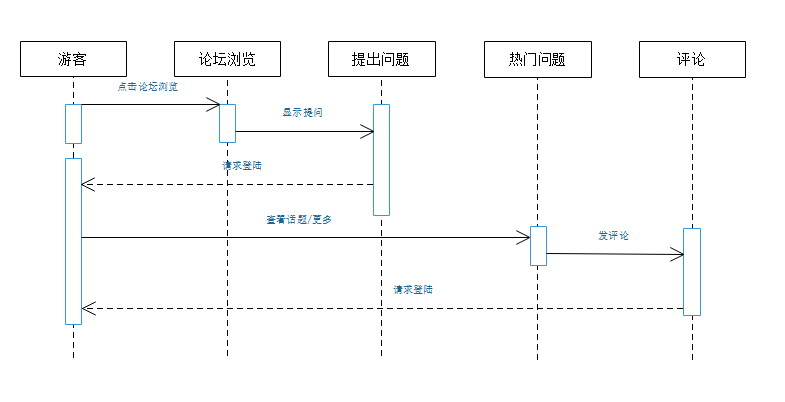 游客
论坛浏览
提出问题
热门问题
评论
点击论坛浏览
显示提问
请求登陆
查看话题/更多
发评论
请求登陆